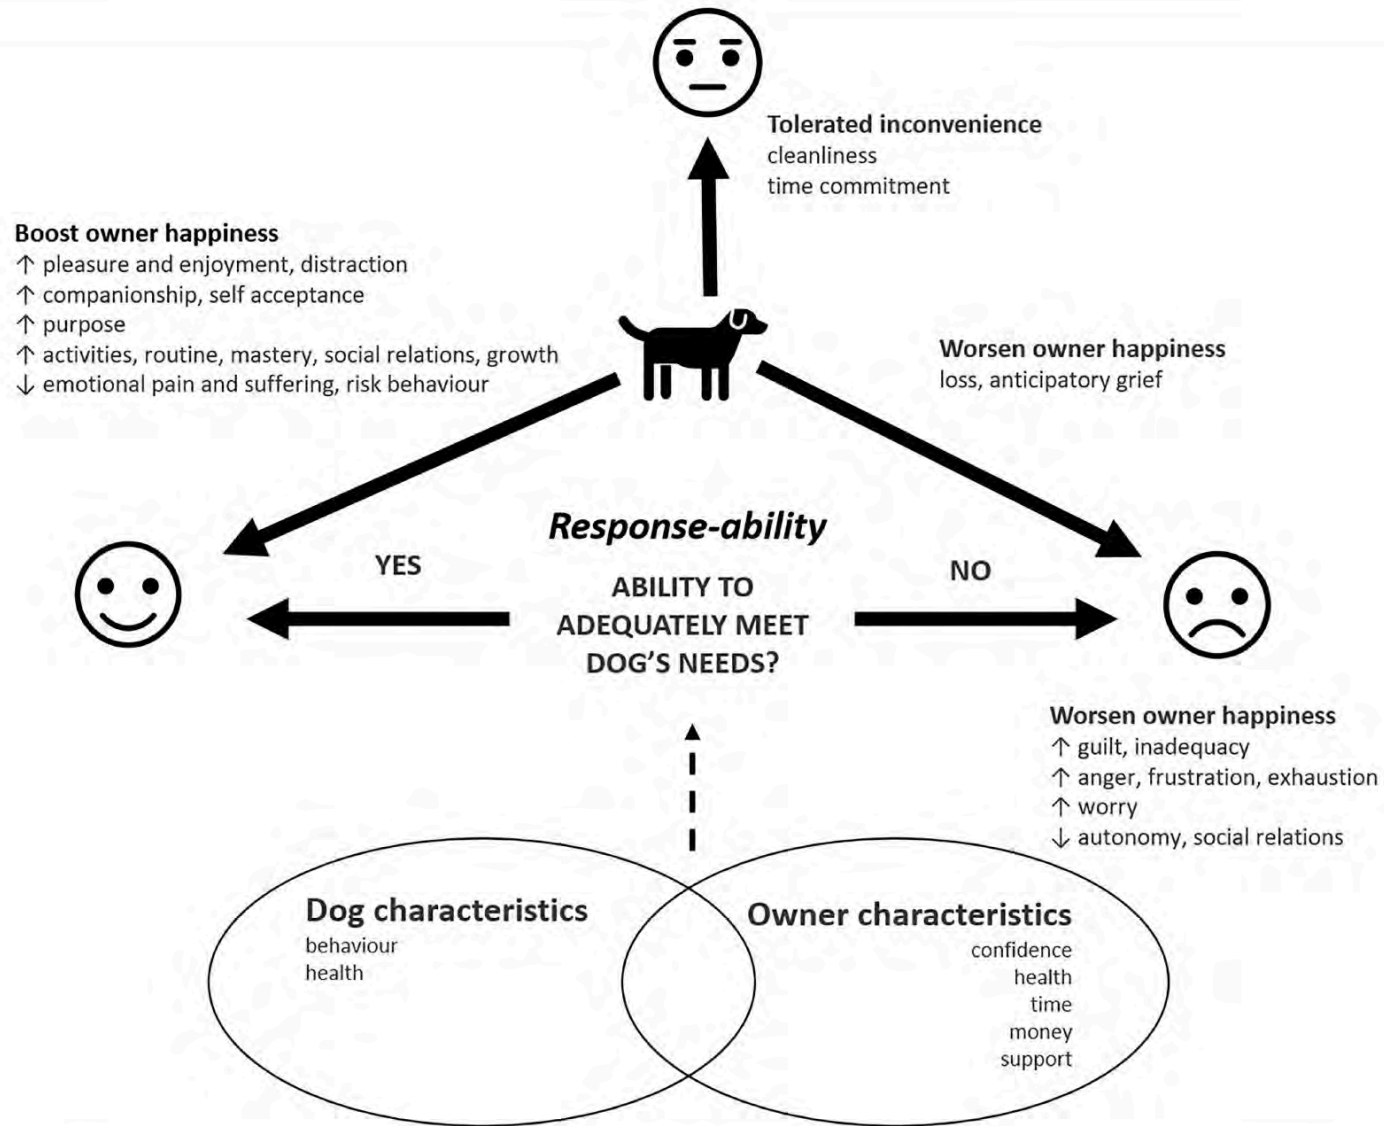 Tolerated inconvenience
cleanliness
time commitment
Boost owner happiness
↑ pleasure and enjoyment, distraction
↑ companionship, self acceptance
↑ purpose
↑ activities, routine, mastery, social relations, growth
↓ emotional pain and suffering, risk behaviour
Worsen owner happiness
loss, anticipatory grief
Response-ability
YES
ABILITY TO
ADEQUATELY MEET
DOG'S NEEDS?
NO
Worsen owner happiness
↑ guilt, inadequacy
↑ anger, frustration, exhaustion
↑ worry
↓ autonomy, social relations
Dog characteristics
behaviour
health
Owner characteristics
confidence
health
time
money
support